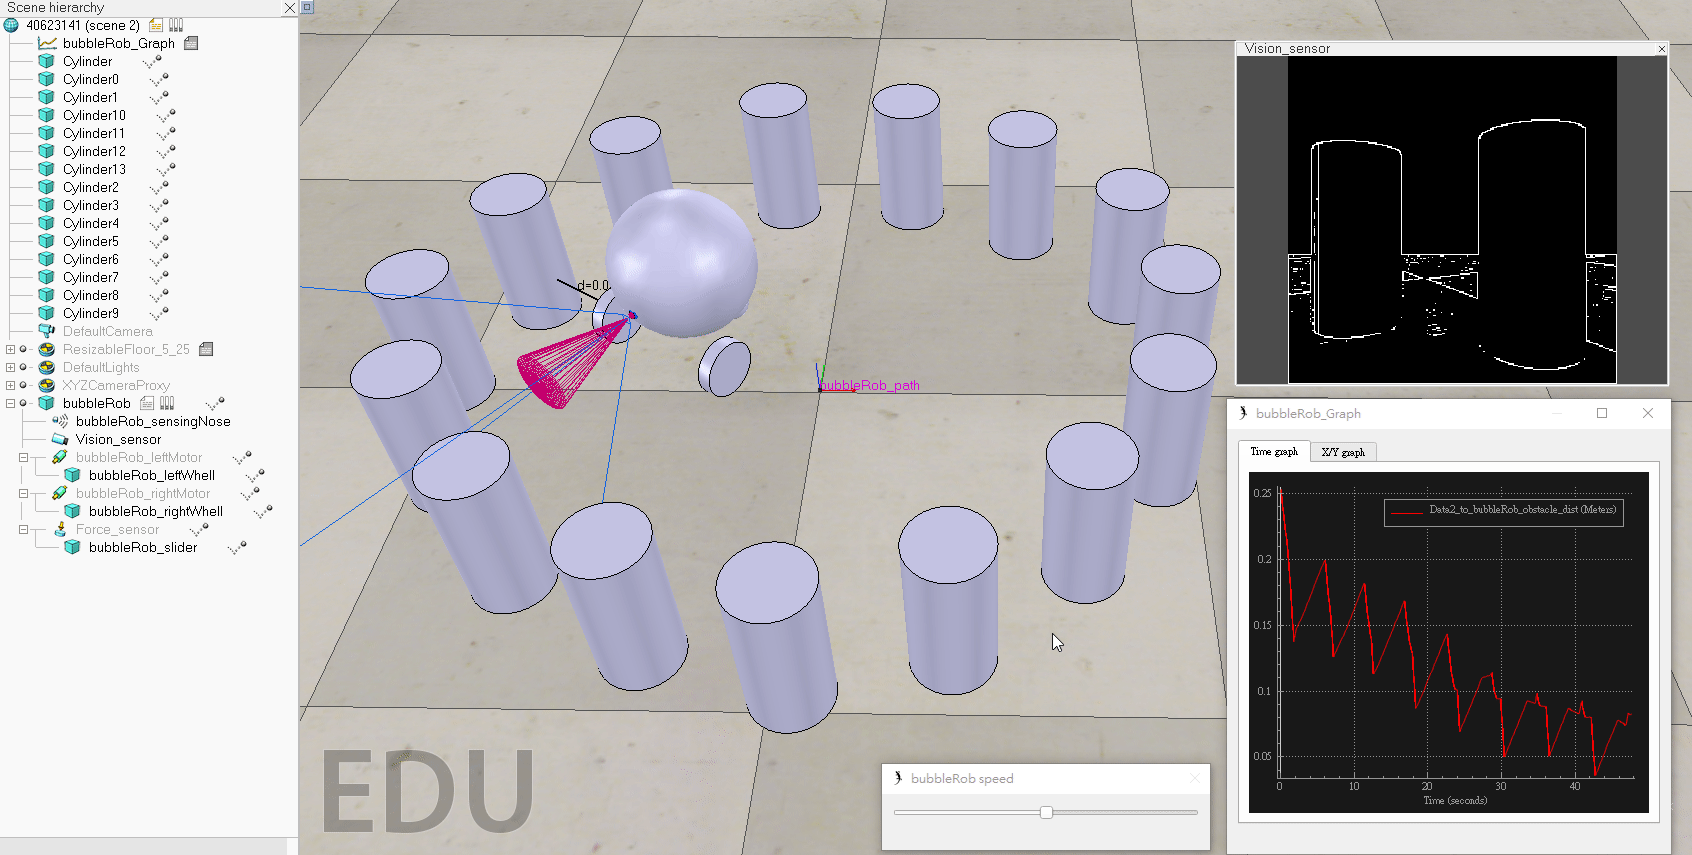 Scene hierarchy
40623141 (scene 2)
bubbleRob_Graph
Cylinder
Cylinder0
Cylinder1
Cylinder10
Cylinder11
Cylinder12
Cylinder13
Cylinder2
Cylinder3
Cylinder4
Cylinder5
Cylinder6
Cylinder7
Cylinder8
Cylinder9
DefaultCamera
ResizableFloor_5_25
DefaultLights
XYZCameraProxy
bubbleRob
bubbleRob_sensingNose
Vision_sensor
bubbleRob_leftMotor
bubbleRob_leftWhell
bubbleRob_rightMotor
bubbleRob_rightWhell
Force_sensor
bubbleRob_slider
d=0.0
bubbleRob_path
EDU
Vision_sensor
bubbleRob_Graph
Time graph
X/Y graph
Data2_to_bubbleRob_obstacle_dist (Meters)
0.25
0.2
0.15
0.1
0.05
0 10 20 30 40
Time (seconds)
bubbleRob speed